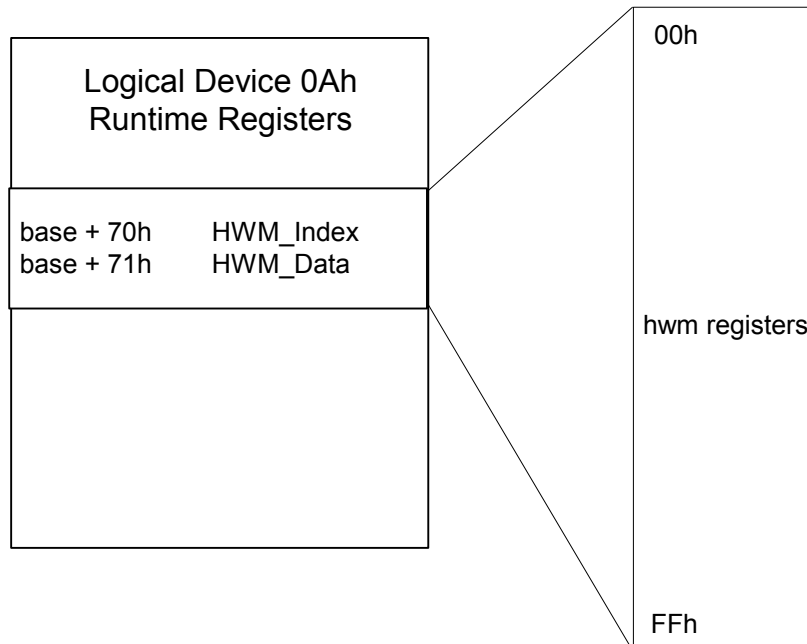 Logical Device 0Ah
Runtime Registers
base + 70h HWM_Index
base + 71h HWM_Data
00h
hwm registers
FFh